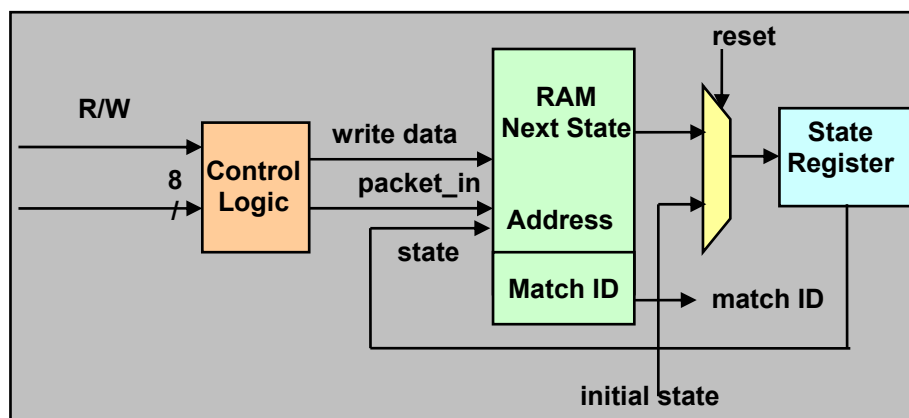 reset
R/W
RAM
Next State
write data
State
Register
8
/
Control
Logic
packet_in
Address
state
Match ID
match ID
initial state